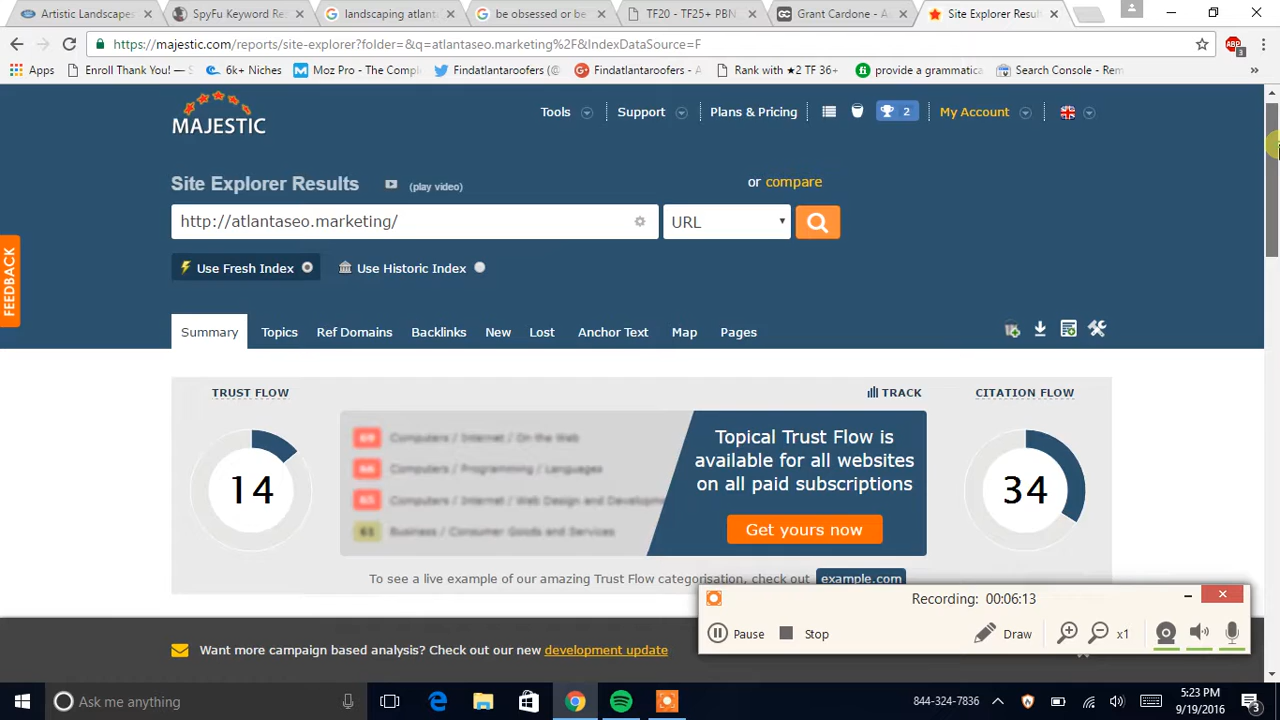 Artistic Landscapes
SpyFu Keyword Re
landscaping atlant
be obsessed or be
TF20 - TF25+ PBN
Grant Cardone - A
Site Explorer Resul
https://majestic.com/reports/site-explorer?folder=&q=atlantaseo.marketing%2F&IndexDataSource=F
3
Apps
Enroll Thank You! — S
6k+ Niches
Moz Pro - The Compl
Findatlantaroofers (-
Findatlantaroofers - A
Rank with ★2 TF 36+
provide a grammatica
Search Console - Rem
»
MAJESTIC
Tools
Support
Plans & Pricing
2
My Account
Site Explorer Results
(play video)
or compare
http://atlantaseo.marketing/
URL
FEEDBACK
Use Fresh Index
Use Historic Index
Summary
Topics
Ref Domains
Backlinks
New
Lost
Anchor Text
Map
Pages
TRUST FLOW
TRACK
CITATION FLOW
69 Computers / Internet / On the Web
66 Computers / Programming / Languages
65 Computers / Internet / Web Design and Developm
61 Business / Consumer Goods and Services
Topical Trust Flow is
available for all websites
on all paid subscriptions
Get yours now
14
34
To see a live example of our amazing Trust Flow categorisation, check out example.com
Recording: 00:06:13
Pause
Stop
Draw
x1
Want more campaign based analysis? Check out our new development update
Ask me anything
844-324-7836
5:23 PM
9/19/2016
3